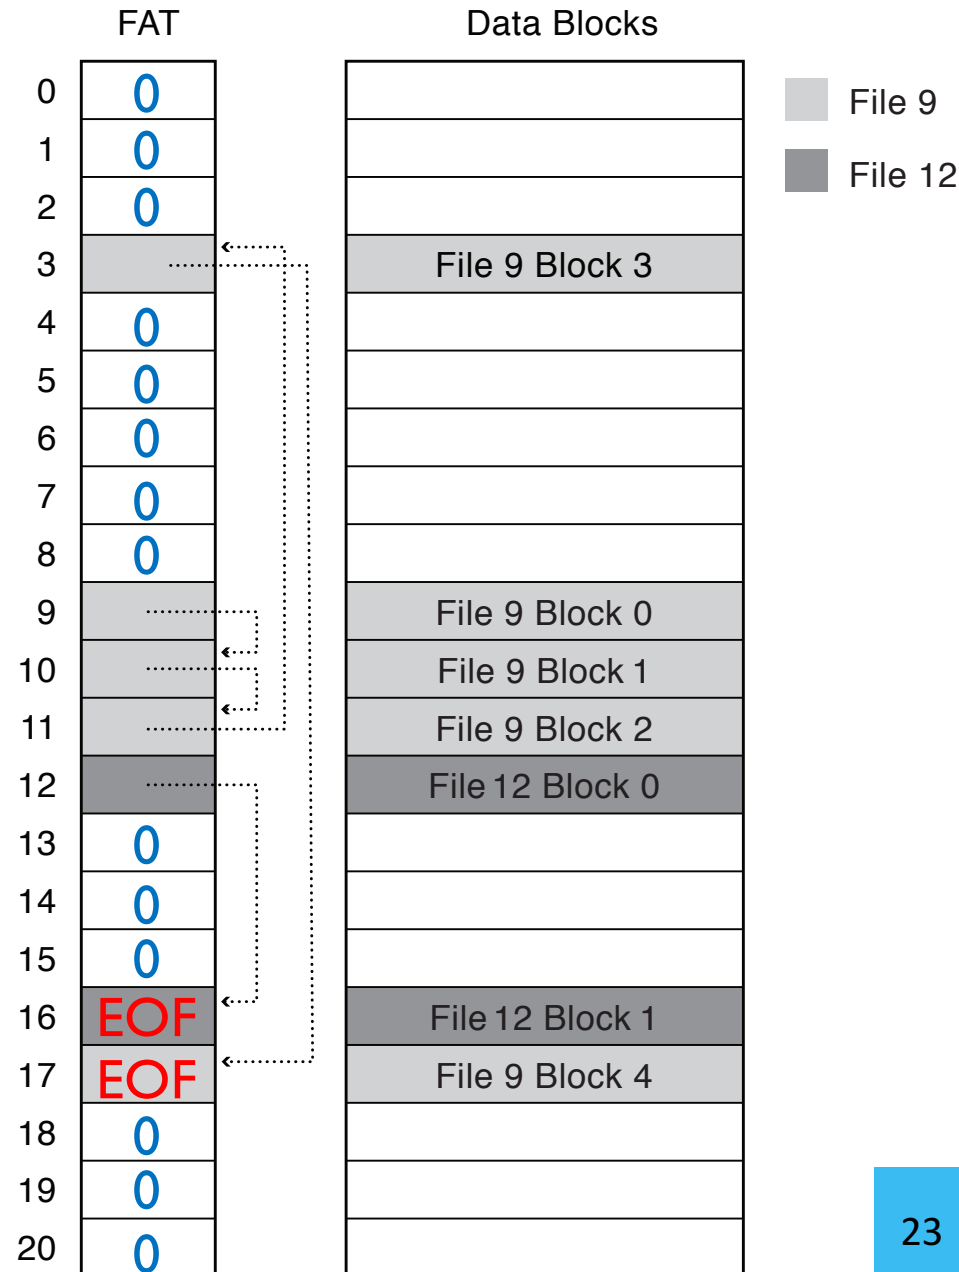 FAT Data Blocks
0 0
File 9
1 0
File 12
2 0
3 File 9 Block 3
4 0
5 0
6 0
7 0
8 0
9 File 9 Block 0
10 File 9 Block 1
11 File 9 Block 2
12 File 12 Block 0
13 0
14 0
15 0
16 EOF File 12 Block 1
17 EOF File 9 Block 4
18 0
19 0
20 0
23